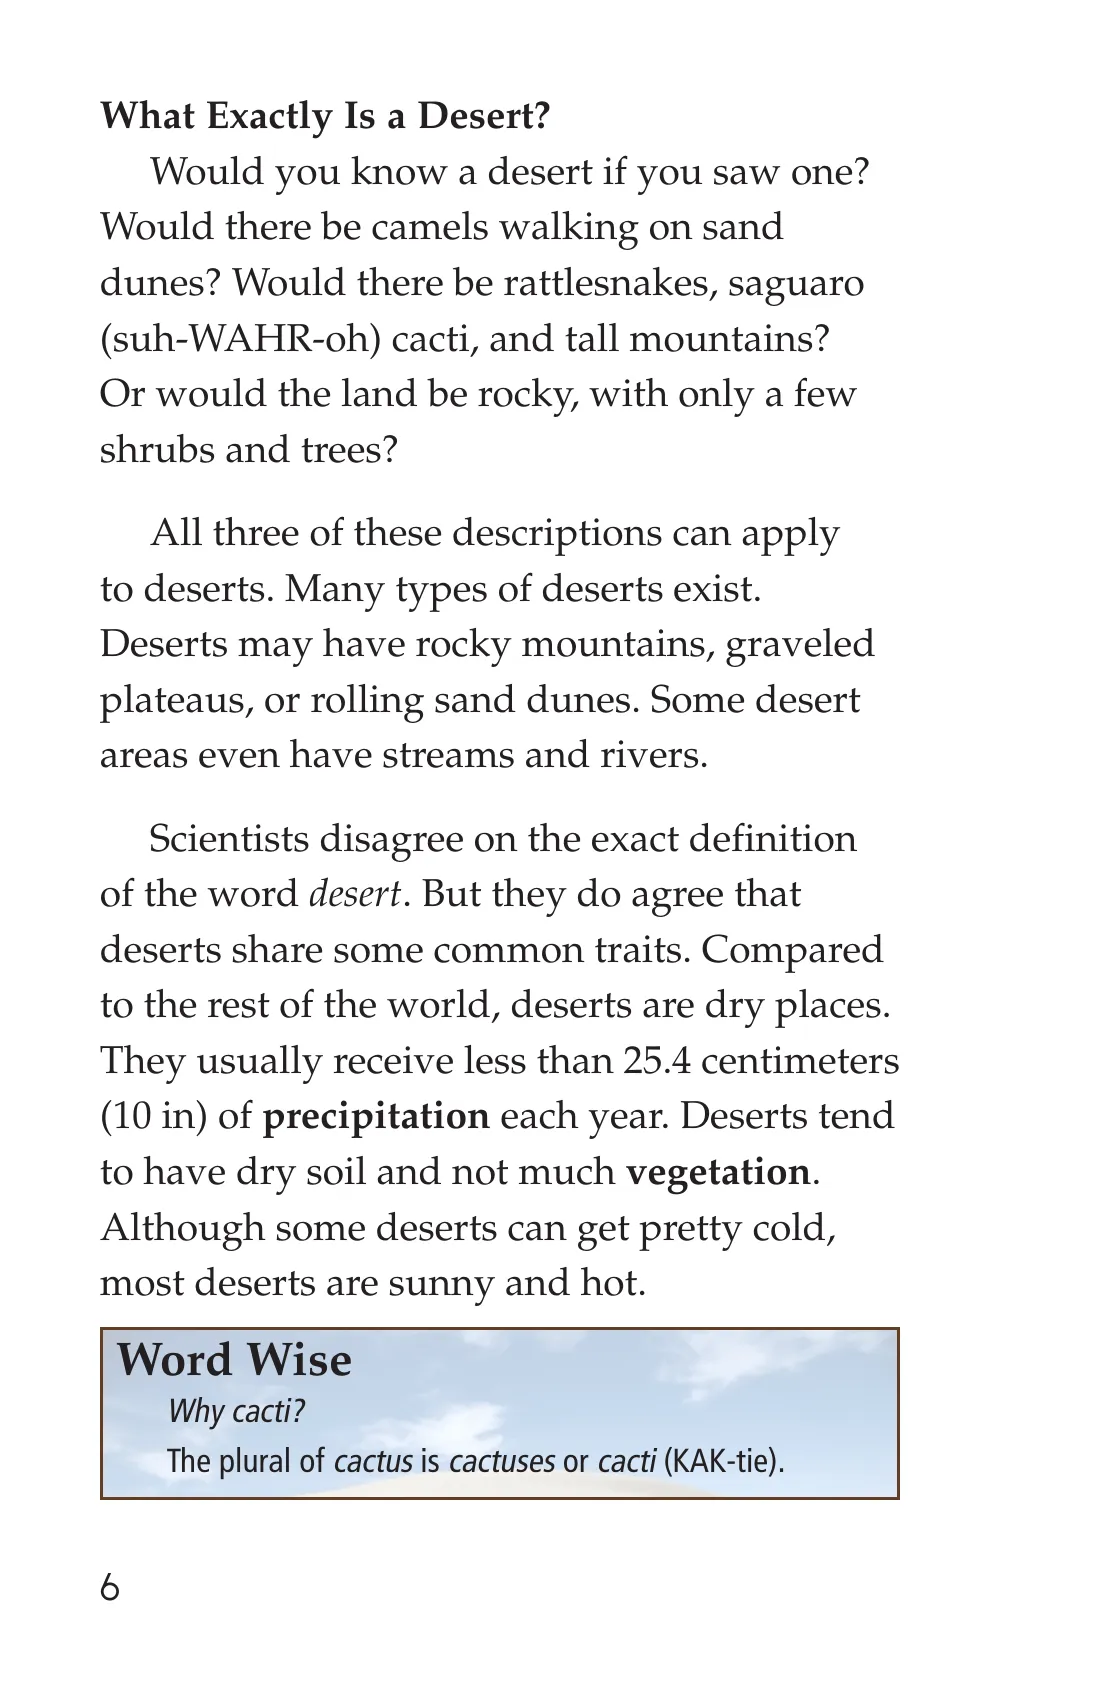 What Exactly Is a Desert?
Would you know a desert if you saw one?
Would there be camels walking on sand
dunes? Would there be rattlesnakes, saguaro
(suh-WAHR-oh) cacti, and tall mountains?
Or would the land be rocky, with only a few
shrubs and trees?
All three of these descriptions can apply
to deserts. Many types of deserts exist.
Deserts may have rocky mountains, graveled
plateaus, or rolling sand dunes. Some desert
areas even have streams and rivers.
Scientists disagree on the exact definition
of the word desert. But they do agree that
deserts share some common traits. Compared
to the rest of the world, deserts are dry places.
They usually receive less than 25.4 centimeters
(10 in) of precipitation each year. Deserts tend
to have dry soil and not much vegetation.
Although some deserts can get pretty cold,
most deserts are sunny and hot.
Word Wise
Why cacti?
The plural of cactus is cactuses or cacti (KAK-tie).
6